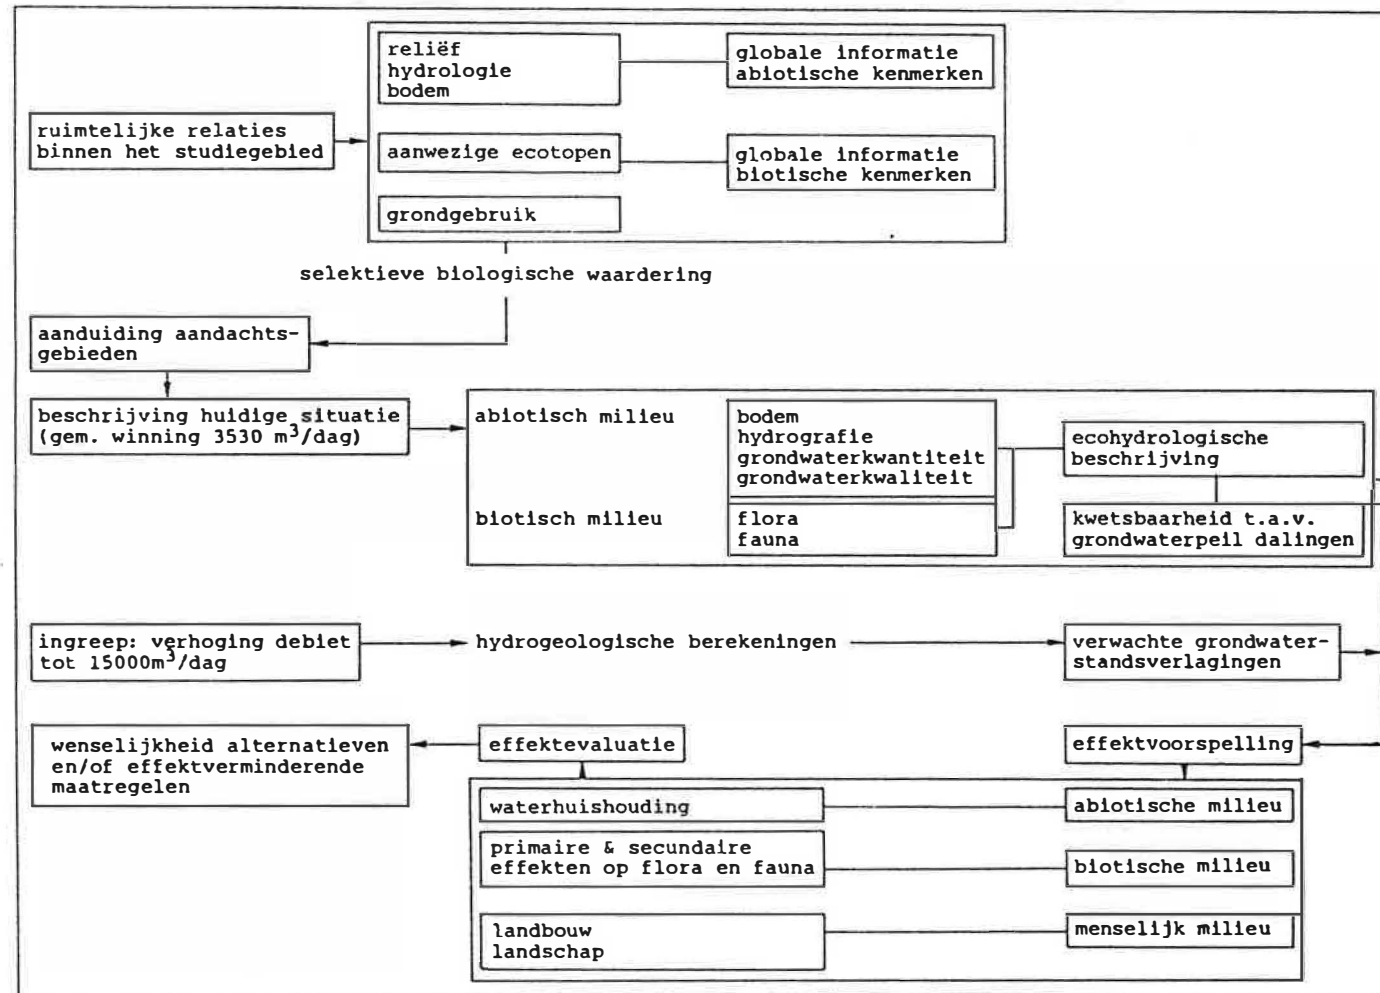 reliëf
hydrologie
bodem
globale informatie
abiotische kenmerken
ruimtelijke relaties
binnen het studiegebied
aanwezige ecotopen
globale informatie
biotische kenmerken
grondgebruik
selektieve biologische waardering
aanduiding aandachts-
gebieden
beschrijving huidige situatie
(gem. winning 3530 m³/dag)
abiotisch milieu
bodem
hydrografie
grondwaterkwantiteit
grondwaterkwaliteit
ecohydrologische
beschrijving
biotisch milieu
flora
fauna
kwetsbaarheid t.a.v.
grondwaterpeil dalingen
ingreep: verhoging debiet
tot 15000m³/dag
hydrogeologische berekeningen
verwachte grondwater-
standsverlagingen
wenselijkheid alternatieven
en/of effektverminderende
maatregelen
effektevaluatie
effektvoorspelling
waterhuishouding
abiotische milieu
primaire & secundaire
effekten op flora en fauna
biotische milieu
landbouw
landschap
menselijk milieu